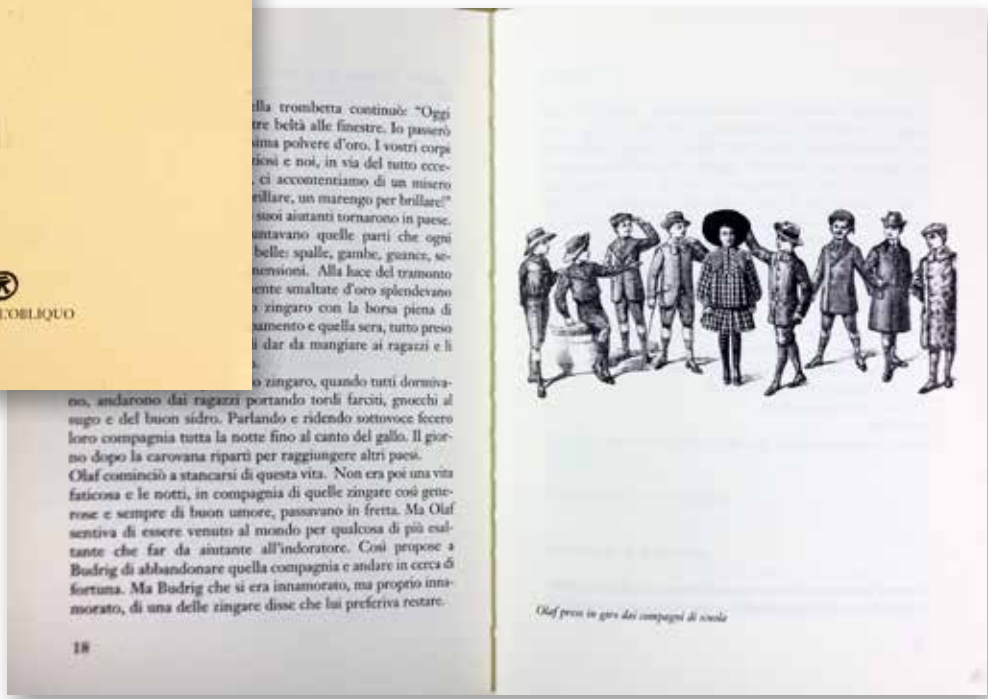 L'OBLIQUO
trombetta continuò: "Oggi
beltà alle finestre. Io passerò
polvere d'oro. I vostri corpi
e noi, in via del tutto ecce-
ci accontentiamo di un misero
un marengo per brillare!"
suoi aiutanti tornarono in paese.
quelle parti che ogni
belle: spalle, gambe, guance, se-
Alla luce del tramonto
smaltate d'oro splendevano
zingaro con la borsa piena di
e quella sera, tutto preso
dar da mangiare ai ragazzi e li
zingaro, quando tutti dormiva-
no, andarono dai ragazzi portando tordi farciti, gnocchi al
sugo e del buon sidro. Parlando e ridendo sottovoce fecero
loro compagnia tutta la notte fino al canto del gallo. Il gior-
no dopo la carovana ripartì per raggiungere altri paesi.
Olaf cominciò a stancarsi di questa vita. Non era poi una vita
faticosa e le notti, in compagnia di quelle zingare così gene-
rose e sempre di buon umore, passavano in fretta. Ma Olaf
sentiva di essere venuto al mondo per qualcosa di più esal-
tante che far da aiutante all'indoratore. Così propose a
Budrig di abbandonare quella compagnia e andare in cerca di
fortuna. Ma Budrig che si era innamorato, ma proprio inna-
morato, di una delle zingare disse che lui preferiva restare.
18
Olaf preso in giro dai compagni di scuola